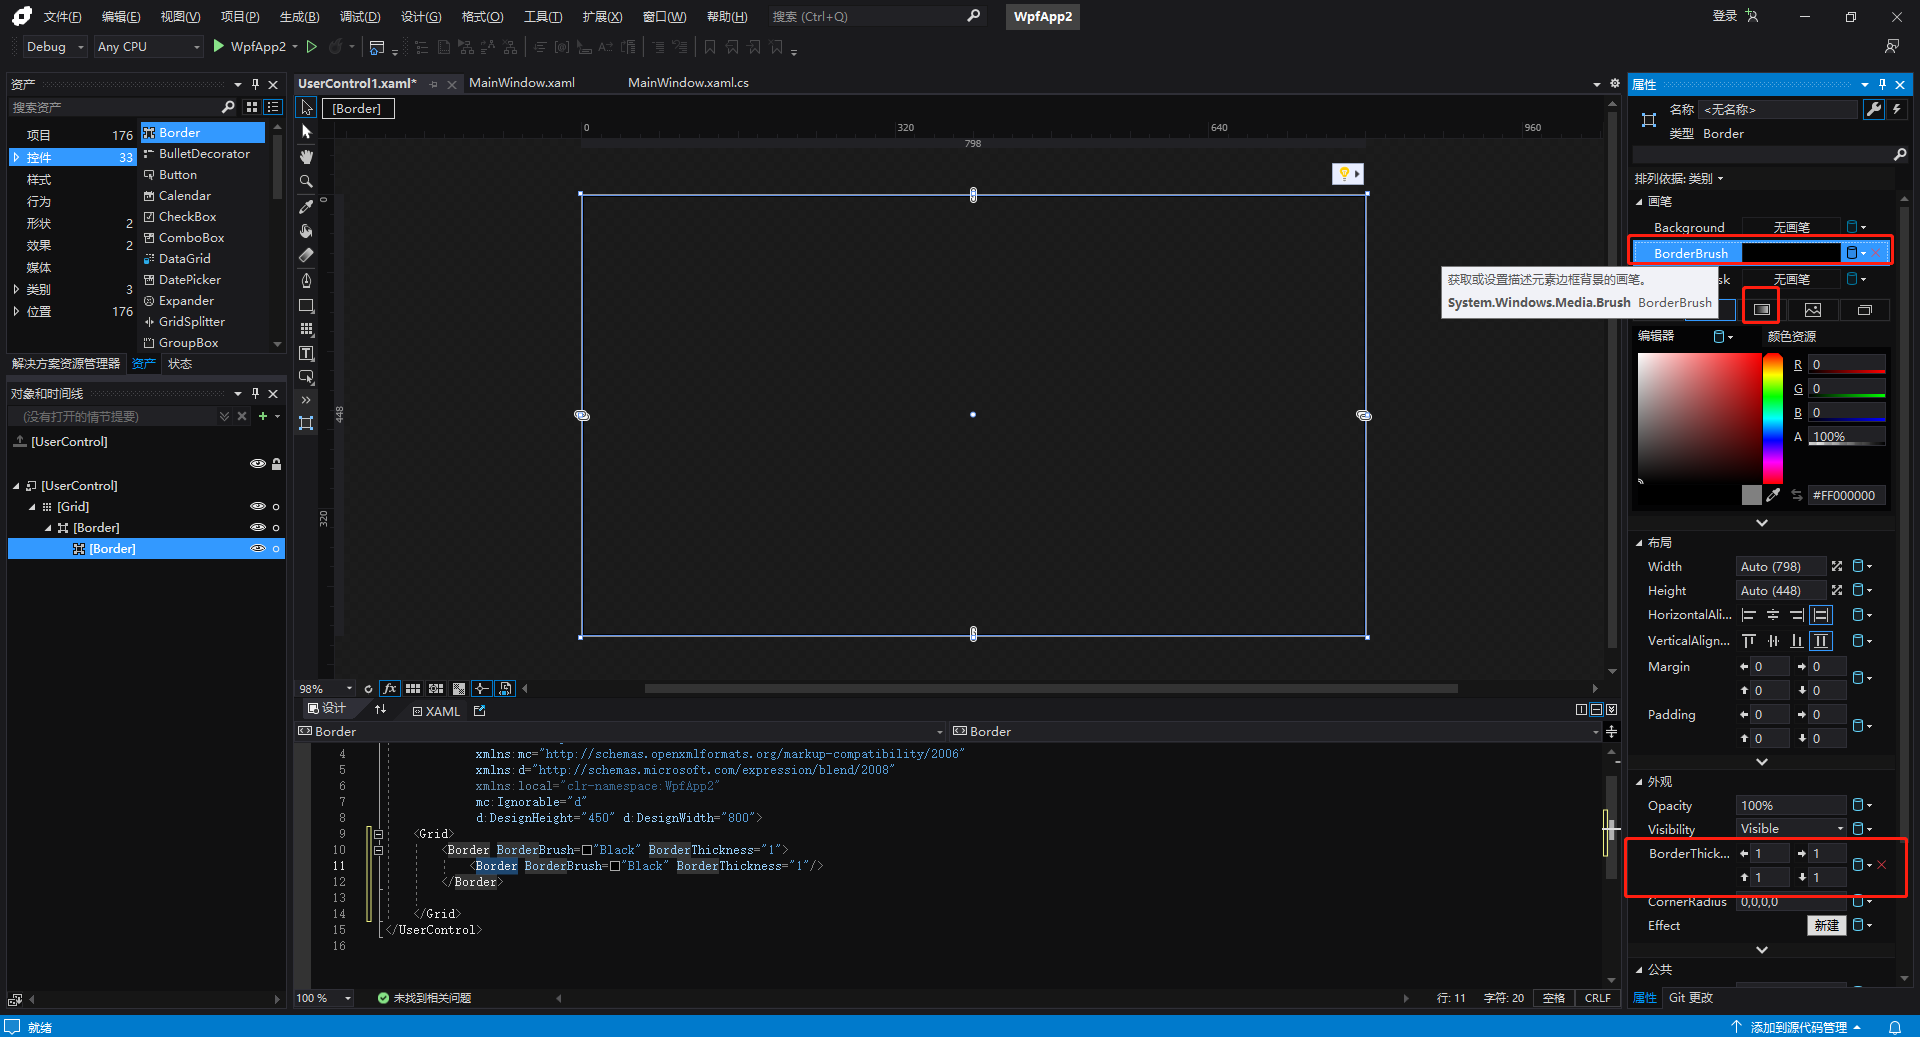 文件(F) 编辑(E) 视图(V) 项目(P) 生成(B) 调试(D) 设计(G) 格式(O) 工具(T) 扩展(X) 窗口(W) 帮助(H) 搜索 (Ctrl+Q) WpfApp2 登录
Debug Any CPU WpfApp2
资产
搜索资产
项目 176
控件 33
样式
行为
形状 2
效果 2
媒体
类别 3
位置 176
Border
BulletDecorator
Button
Calendar
CheckBox
ComboBox
DataGrid
DatePicker
Expander
GridSplitter
GroupBox
解决方案资源管理器 资产 状态
对象和时间线
(没有打开的情节提要)
[UserControl]
[UserControl]
[Grid]
[Border]
[Border]
UserControl1.xaml* MainWindow.xaml MainWindow.xaml.cs
[Border]
0 320 640 960
798
0
448
320
98% fx
设计 XAML
Border Border
4 xmlns:mc="http://schemas.openxmlformats.org/markup-compatibility/2006"
5 xmlns:d="http://schemas.microsoft.com/expression/blend/2008"
6 xmlns:local="clr-namespace:WpfApp2"
7 mc:Ignorable="d"
8 d:DesignHeight="450" d:DesignWidth="800">
9 <Grid>
10 <Border BorderBrush="Black" BorderThickness="1">
11 <Border BorderBrush="Black" BorderThickness="1"/>
12 </Border>
13
14 </Grid>
15 </UserControl>
16
100 % 未找到相关问题 行: 11 字符: 20 空格 CRLF
属性
名称 <无名称>
类型 Border
排列依据: 类别
画笔
Background 无画笔
BorderBrush
sk 无画笔
获取或设置描述元素边框背景的画笔。
System.Windows.Media.Brush BorderBrush
编辑器 颜色资源
R 0
G 0
B 0
A 100%
#FF000000
布局
Width Auto (798)
Height Auto (448)
HorizontalAli...
VerticalAlign...
Margin 0 0
0 0
Padding 0 0
0 0
外观
Opacity 100%
Visibility Visible
BorderThick... 1 1
1 1
CornerRadius 0,0,0,0
Effect 新建
公共
属性 Git 更改
就绪 添加到源代码管理